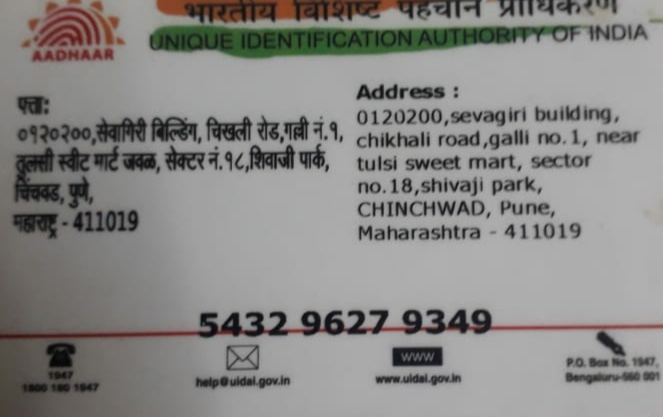 भारतीय विशिष्ट पहचान प्राधिकरण
UNIQUE IDENTIFICATION AUTHORITY OF INDIA
AADHAAR
पत्ता:
०१२०२००,सेवागिरी बिल्डिंग, चिखली रोड,गल्ली नं.१,
तुलसी स्वीट मार्ट जवळ, सेक्टर नं.१८,शिवाजी पार्क,
चिंचवड, पुणे,
महाराष्ट्र - 411019
Address :
0120200,sevagiri building,
chikhali road,galli no.1, near
tulsi sweet mart, sector
no.18,shivaji park,
CHINCHWAD, Pune,
Maharashtra - 411019
5432 9627 9349
1947
1800 180 1947
help@uidai.gov.in
www
www.uidai.gov.in
P.O. Box No. 1947,
Bengaluru-560 001